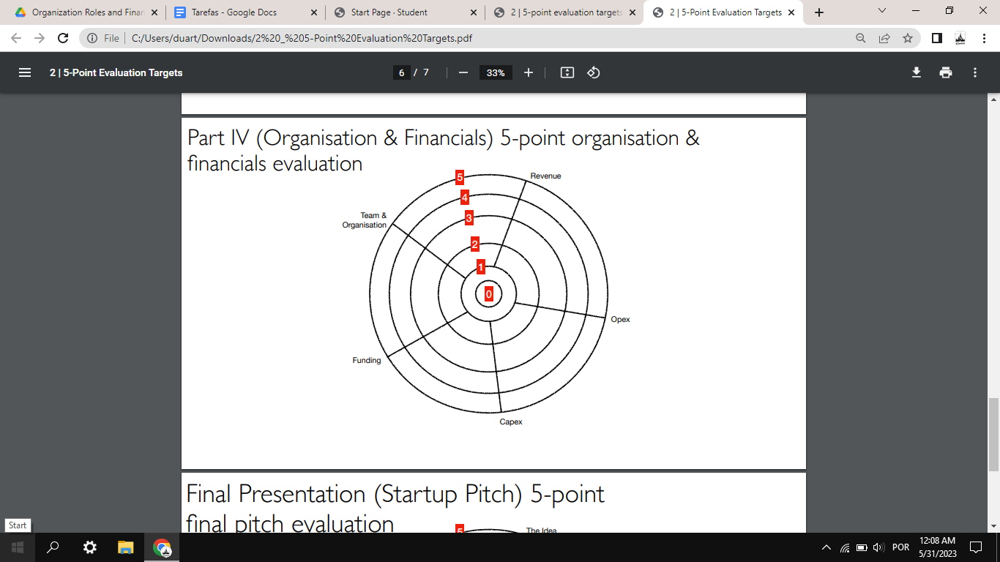 Organization Roles and Finan
Tarefas - Google Docs
Start Page · Student
2 | 5-point evaluation targets
2 | 5-Point Evaluation Targets
File
C:/Users/duart/Downloads/2%20_%205-Point%20Evaluation%20Targets.pdf
2 | 5-Point Evaluation Targets
6 / 7
33%
Part IV (Organisation & Financials) 5-point organisation &
financials evaluation
5
Revenue
4
Team &
Organisation
3
2
1
0
Opex
Funding
Capex
Final Presentation (Startup Pitch) 5-point
final pitch evaluation
5
The Idea
Start
POR
12:08 AM
5/31/2023